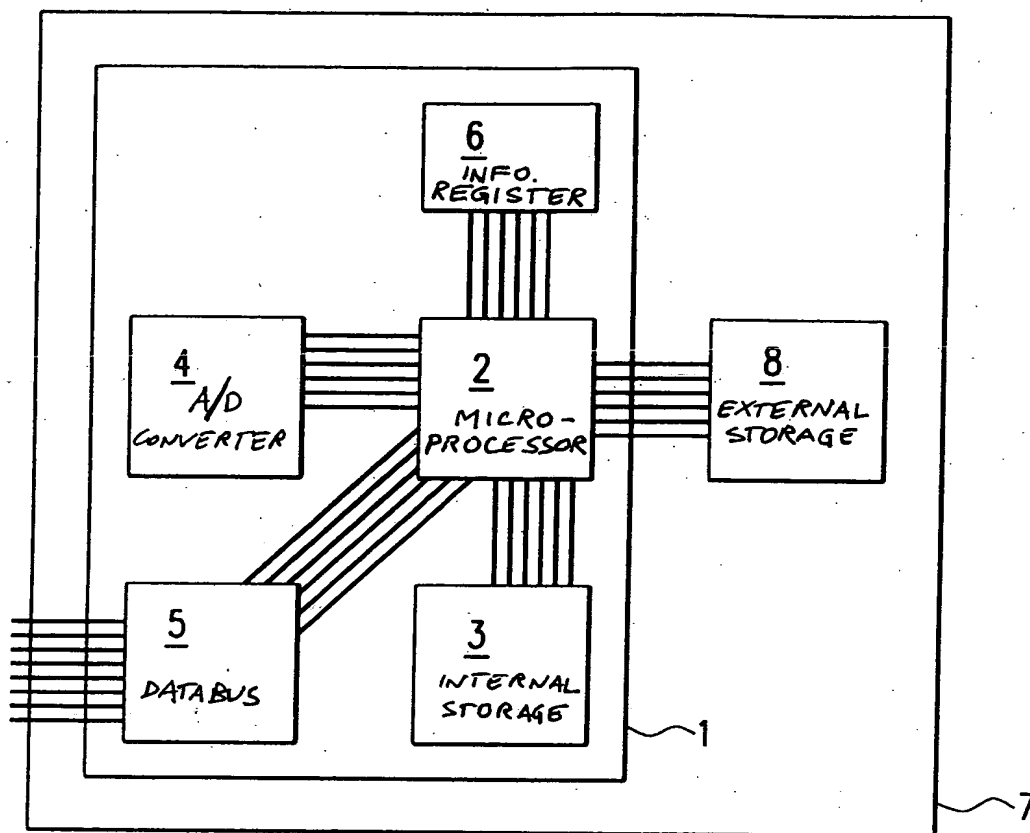 6
INFO.
REGISTER
4
A/D
CONVERTER
2
MICRO-
PROCESSOR
8
EXTERNAL
STORAGE
5
DATABUS
3
INTERNAL
STORAGE
1
7